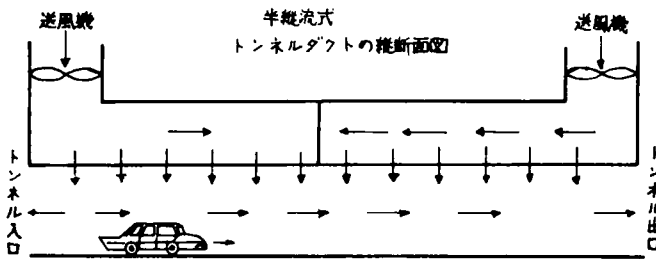 半縦流式
トンネルダクトの縦断面図
送風機
送風機
トンネル入口
トンネル出口